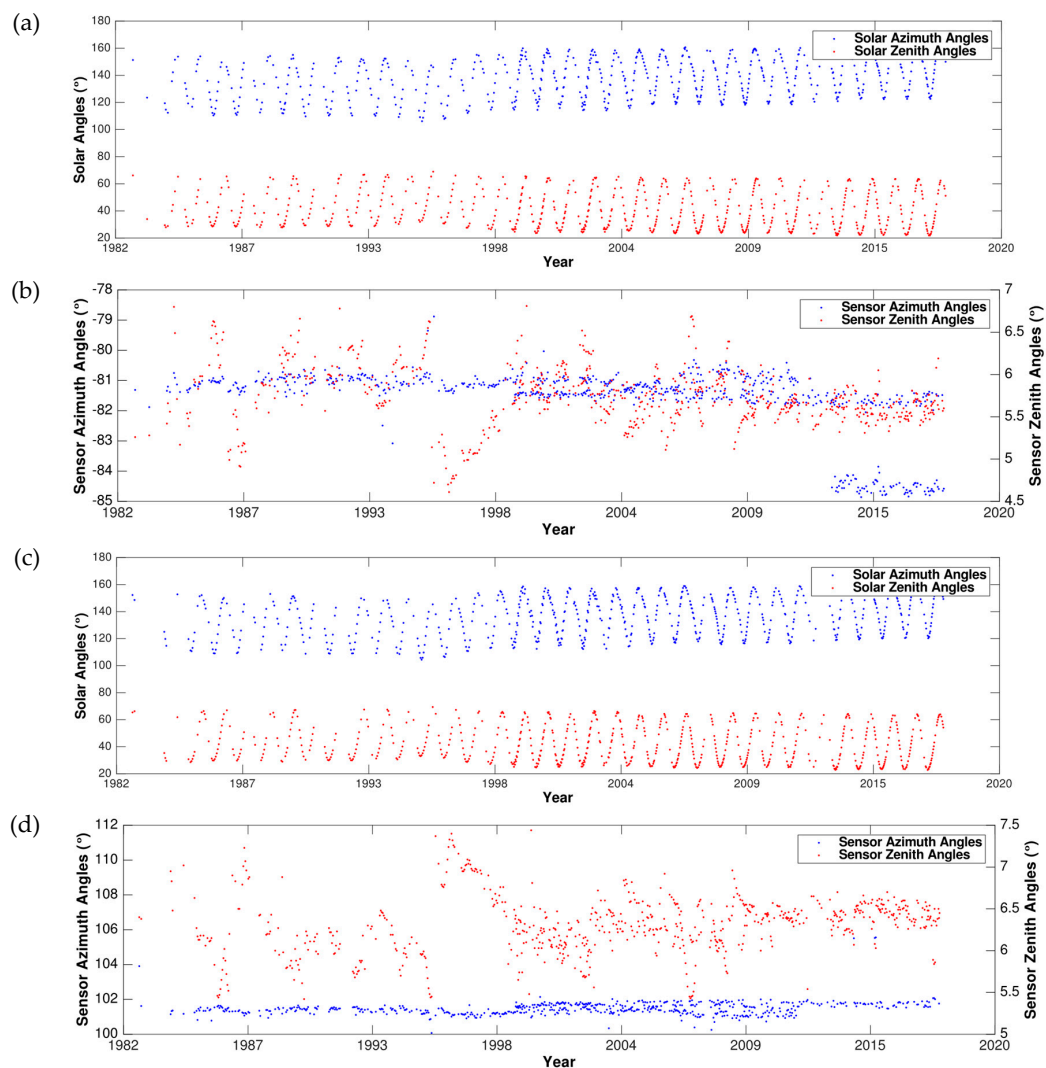 (a)
180
160
140
120
100
80
60
40
20
Solar Angles (°)
Solar Azimuth Angles
Solar Zenith Angles
1982 1987 1993 1998 2004 2009 2015 2020
Year
(b)
-78
-79
-80
-81
-82
-83
-84
-85
Sensor Azimuth Angles (°)
Sensor Azimuth Angles
Sensor Zenith Angles
7
6.5
6
5.5
5
4.5
Sensor Zenith Angles (°)
1982 1987 1993 1998 2004 2009 2015 2020
Year
(c)
180
160
140
120
100
80
60
40
20
Solar Angles (°)
Solar Azimuth Angles
Solar Zenith Angles
1982 1987 1993 1998 2004 2009 2015 2020
Year
(d)
112
110
108
106
104
102
100
Sensor Azimuth Angles (°)
Sensor Azimuth Angles
Sensor Zenith Angles
7.5
7
6.5
6
5.5
5
Sensor Zenith Angles (°)
1982 1987 1993 1998 2004 2009 2015 2020
Year